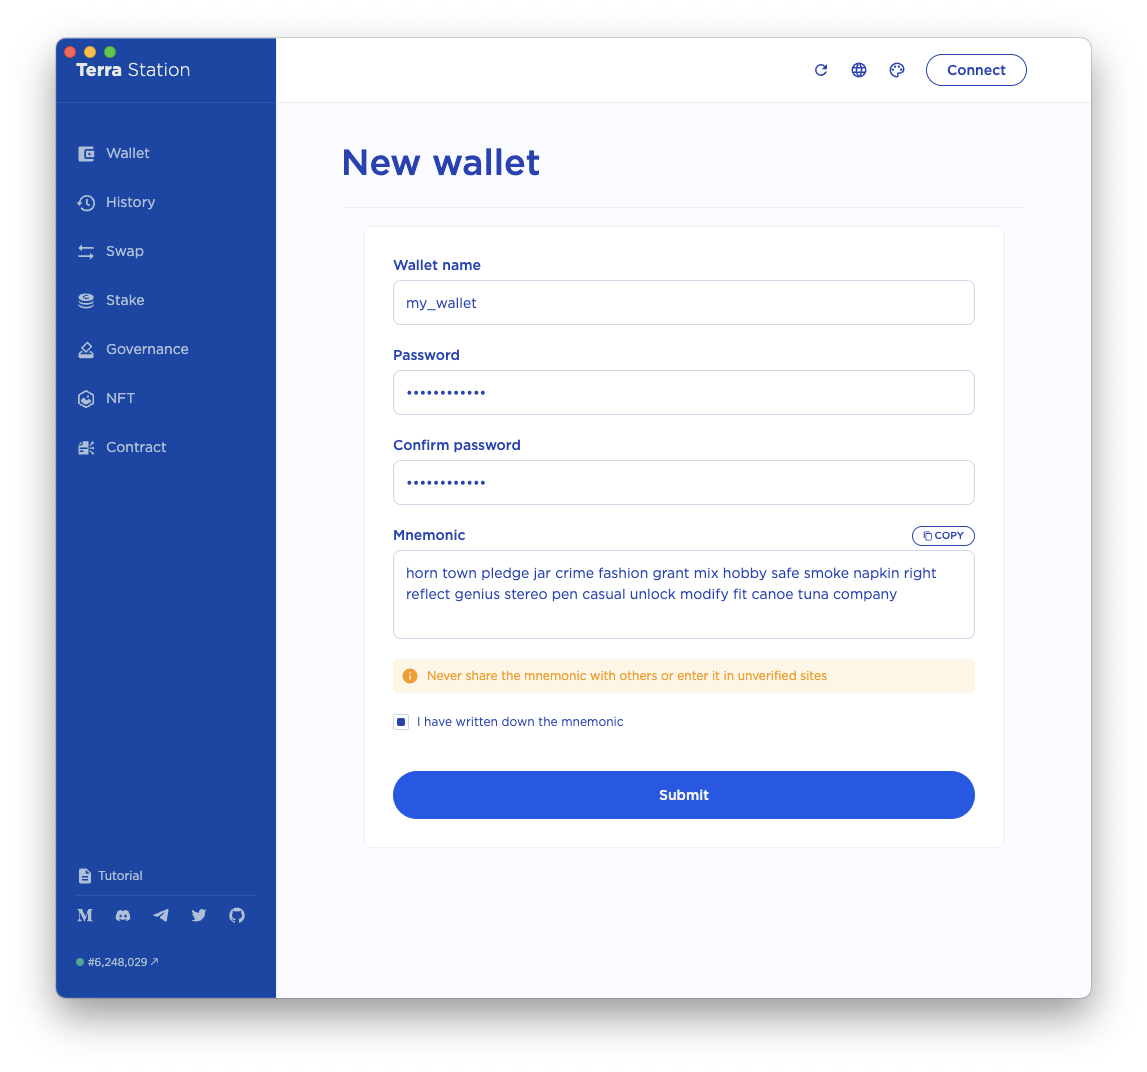 Terra Station
Connect
Wallet
History
Swap
Stake
Governance
NFT
Contract
Tutorial
#6,248,029
New wallet
Wallet name
my_wallet
Password
••••••••••••
Confirm password
••••••••••••
Mnemonic
COPY
horn town pledge jar crime fashion grant mix hobby safe smoke napkin right
reflect genius stereo pen casual unlock modify fit canoe tuna company
Never share the mnemonic with others or enter it in unverified sites
I have written down the mnemonic
Submit